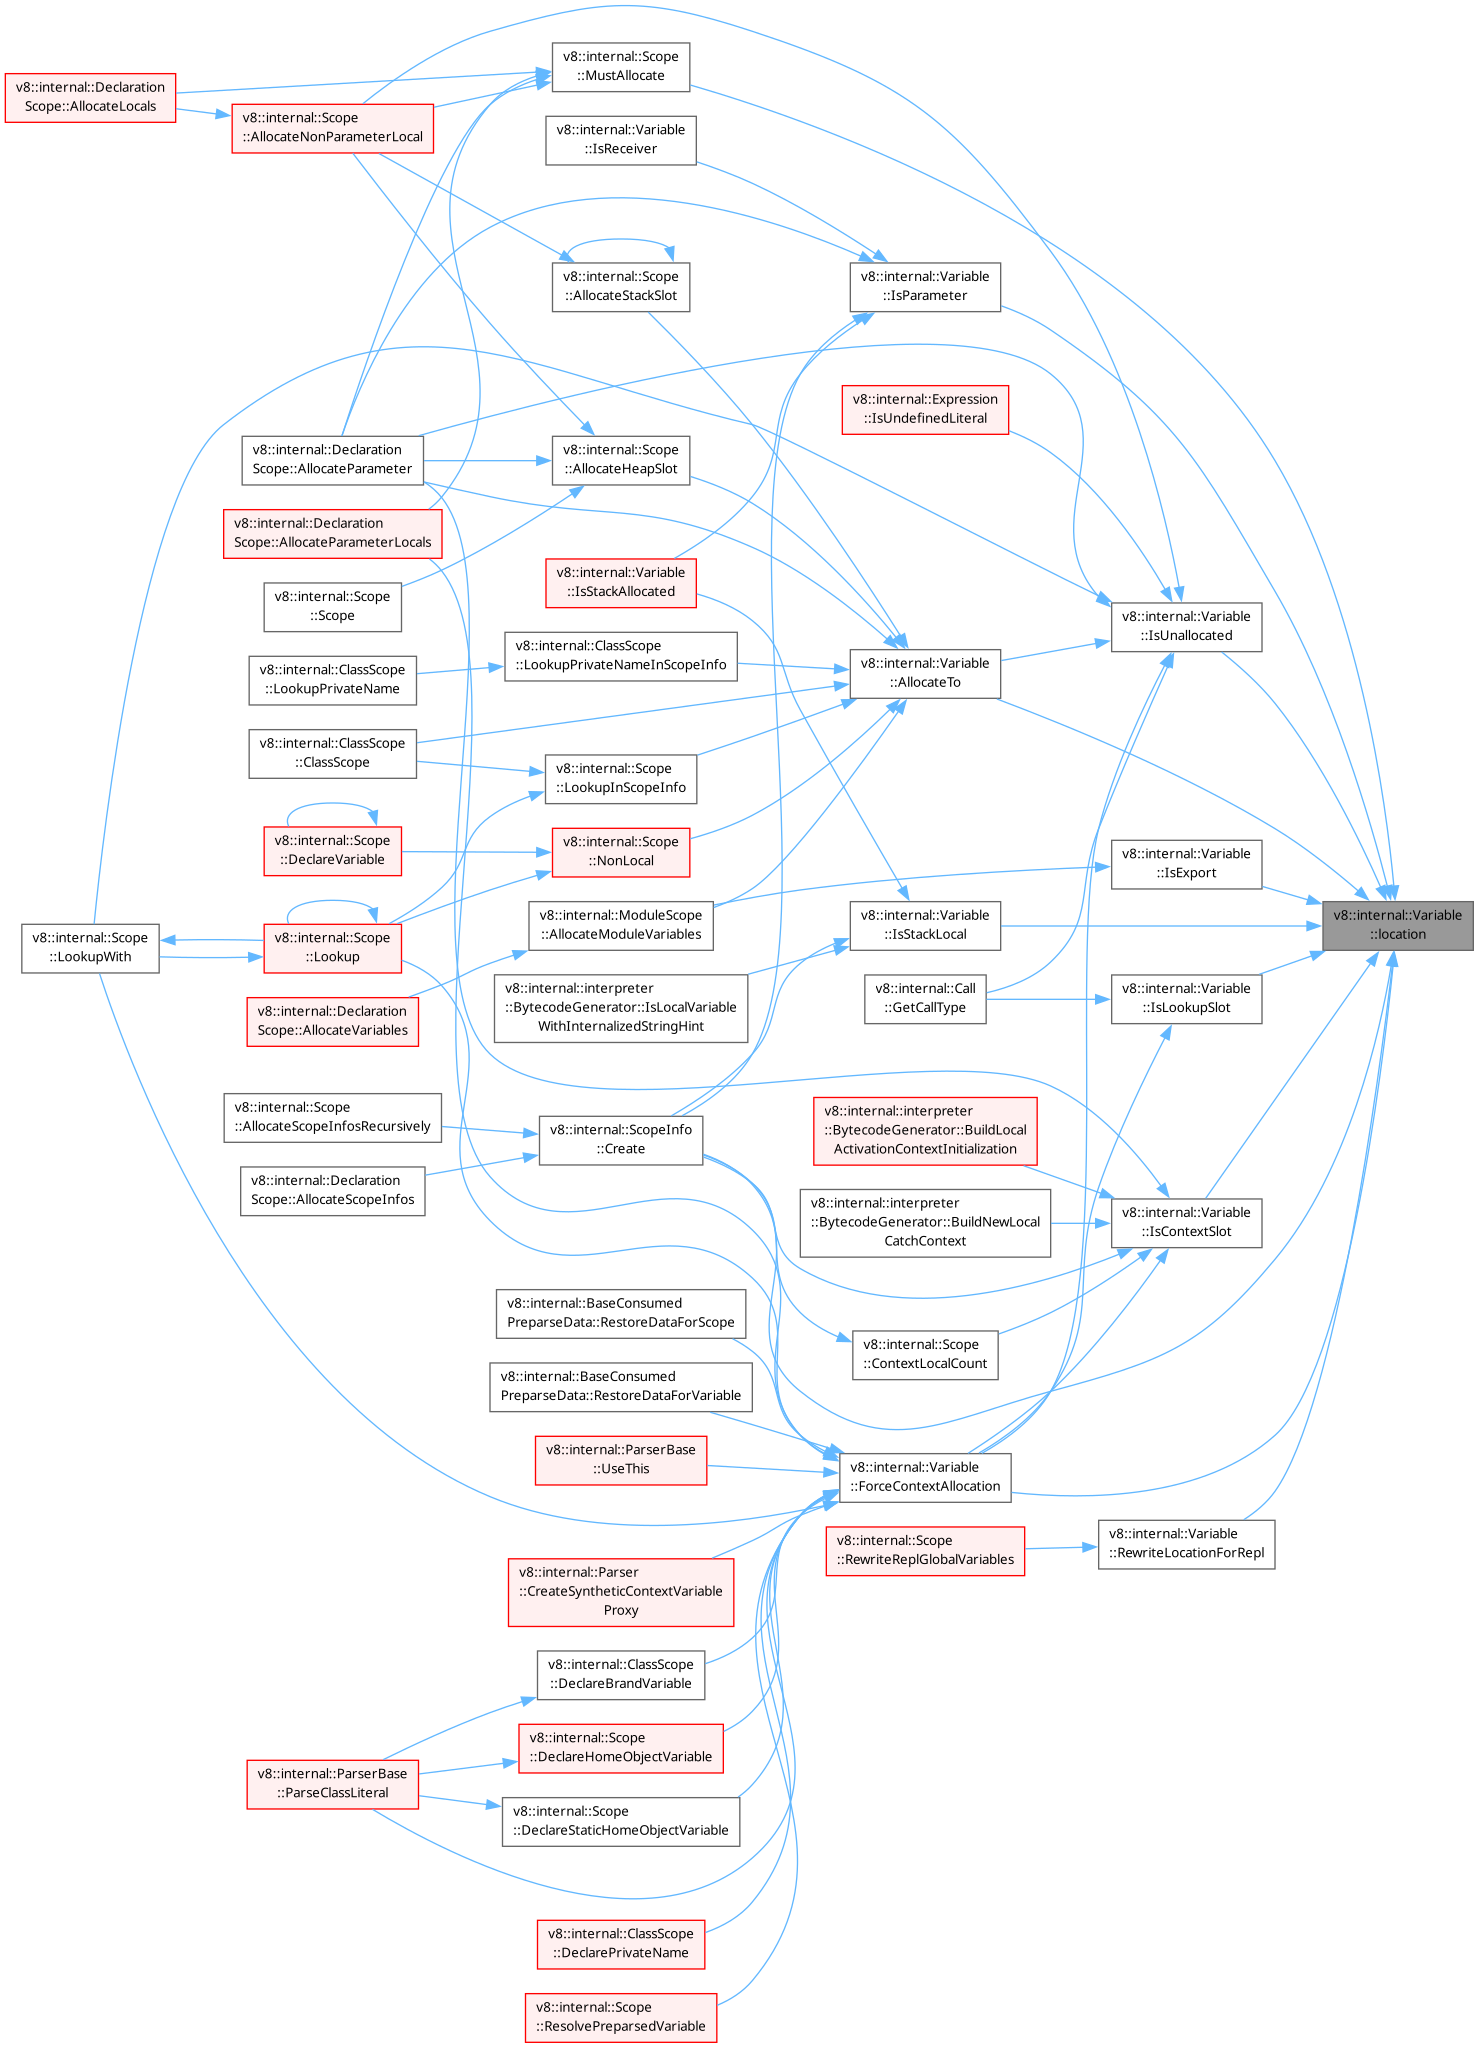 v8::internal::Scope
::MustAllocate
v8::internal::Declaration
Scope::AllocateLocals
v8::internal::Scope
::AllocateNonParameterLocal
v8::internal::Variable
::IsReceiver
v8::internal::Scope
::AllocateStackSlot
v8::internal::Variable
::IsParameter
v8::internal::Expression
::IsUndefinedLiteral
v8::internal::Declaration
Scope::AllocateParameter
v8::internal::Scope
::AllocateHeapSlot
v8::internal::Declaration
Scope::AllocateParameterLocals
v8::internal::Variable
::IsStackAllocated
v8::internal::Scope
::Scope
v8::internal::Variable
::IsUnallocated
v8::internal::ClassScope
::LookupPrivateNameInScopeInfo
v8::internal::ClassScope
::LookupPrivateName
v8::internal::Variable
::AllocateTo
v8::internal::ClassScope
::ClassScope
v8::internal::Scope
::LookupInScopeInfo
v8::internal::Scope
::DeclareVariable
v8::internal::Scope
::NonLocal
v8::internal::Variable
::IsExport
v8::internal::Variable
::location
v8::internal::ModuleScope
::AllocateModuleVariables
v8::internal::Variable
::IsStackLocal
v8::internal::Scope
::LookupWith
v8::internal::Scope
::Lookup
v8::internal::interpreter
::BytecodeGenerator::IsLocalVariable
WithInternalizedStringHint
v8::internal::Call
::GetCallType
v8::internal::Variable
::IsLookupSlot
v8::internal::Declaration
Scope::AllocateVariables
v8::internal::Scope
::AllocateScopeInfosRecursively
v8::internal::ScopeInfo
::Create
v8::internal::interpreter
::BytecodeGenerator::BuildLocal
ActivationContextInitialization
v8::internal::Declaration
Scope::AllocateScopeInfos
v8::internal::interpreter
::BytecodeGenerator::BuildNewLocal
CatchContext
v8::internal::Variable
::IsContextSlot
v8::internal::BaseConsumed
PreparseData::RestoreDataForScope
v8::internal::Scope
::ContextLocalCount
v8::internal::BaseConsumed
PreparseData::RestoreDataForVariable
v8::internal::ParserBase
::UseThis
v8::internal::Variable
::ForceContextAllocation
v8::internal::Scope
::RewriteReplGlobalVariables
v8::internal::Variable
::RewriteLocationForRepl
v8::internal::Parser
::CreateSyntheticContextVariable
Proxy
v8::internal::ClassScope
::DeclareBrandVariable
v8::internal::Scope
::DeclareHomeObjectVariable
v8::internal::ParserBase
::ParseClassLiteral
v8::internal::Scope
::DeclareStaticHomeObjectVariable
v8::internal::ClassScope
::DeclarePrivateName
v8::internal::Scope
::ResolvePreparsedVariable